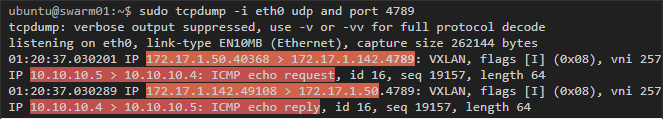 ubuntu@swarm01:~$ sudo tcpdump -i eth0 udp and port 4789
tcpdump: verbose output suppressed, use -v or -vv for full protocol decode
listening on eth0, link-type EN10MB (Ethernet), capture size 262144 bytes
01:20:37.030201 IP 172.17.1.50.40368 > 172.17.1.142.4789: VXLAN, flags [I] (0x08), vni 257
IP 10.10.10.5 > 10.10.10.4: ICMP echo request, id 16, seq 19157, length 64
01:20:37.030289 IP 172.17.1.142.49108 > 172.17.1.50.4789: VXLAN, flags [I] (0x08), vni 257
IP 10.10.10.4 > 10.10.10.5: ICMP echo reply, id 16, seq 19157, length 64